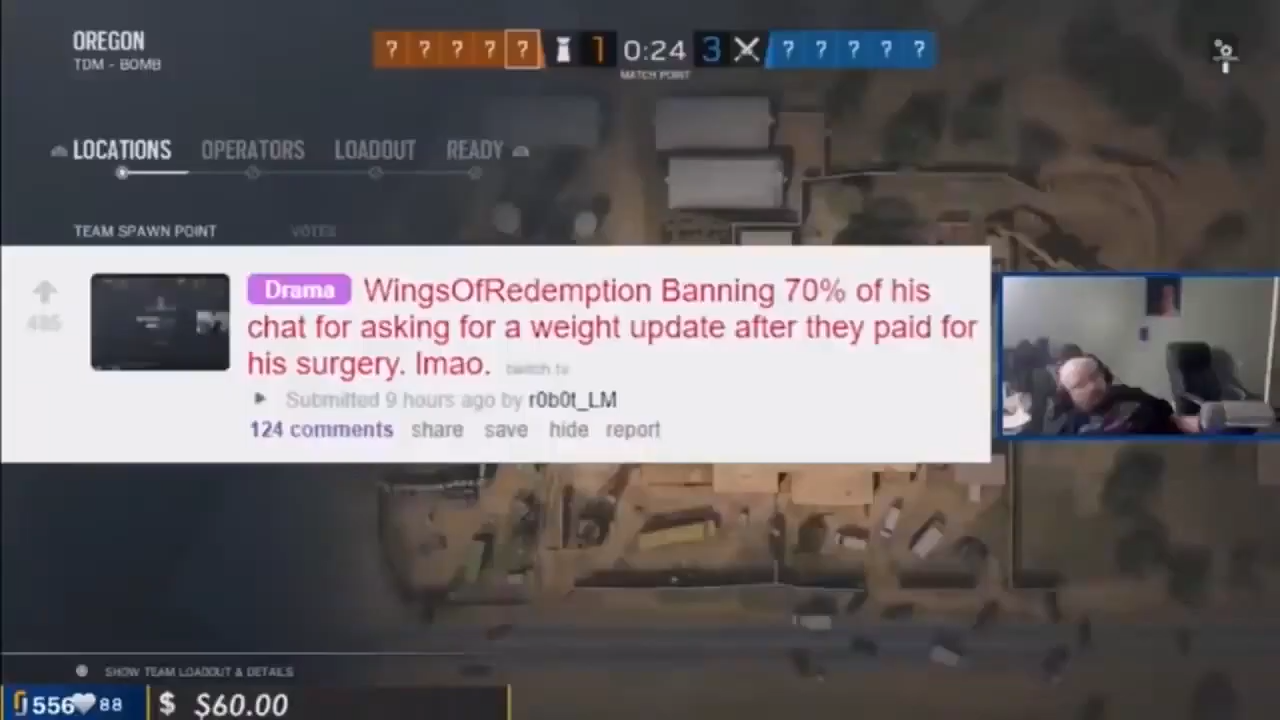 OREGON
TDM - BOMB
? ? ? ? ? 1 0:24 3 ? ? ? ? ?
MATCH POINT
LOCATIONS OPERATORS LOADOUT READY
TEAM SPAWN POINT VOTES
Drama WingsOfRedemption Banning 70% of his
chat for asking for a weight update after they paid for
his surgery. lmao. twitch.tv
Submitted 9 hours ago by r0b0t_LM
124 comments share save hide report
SHOW TEAM LOADOUT & DETAILS
556 88 $ $60.00